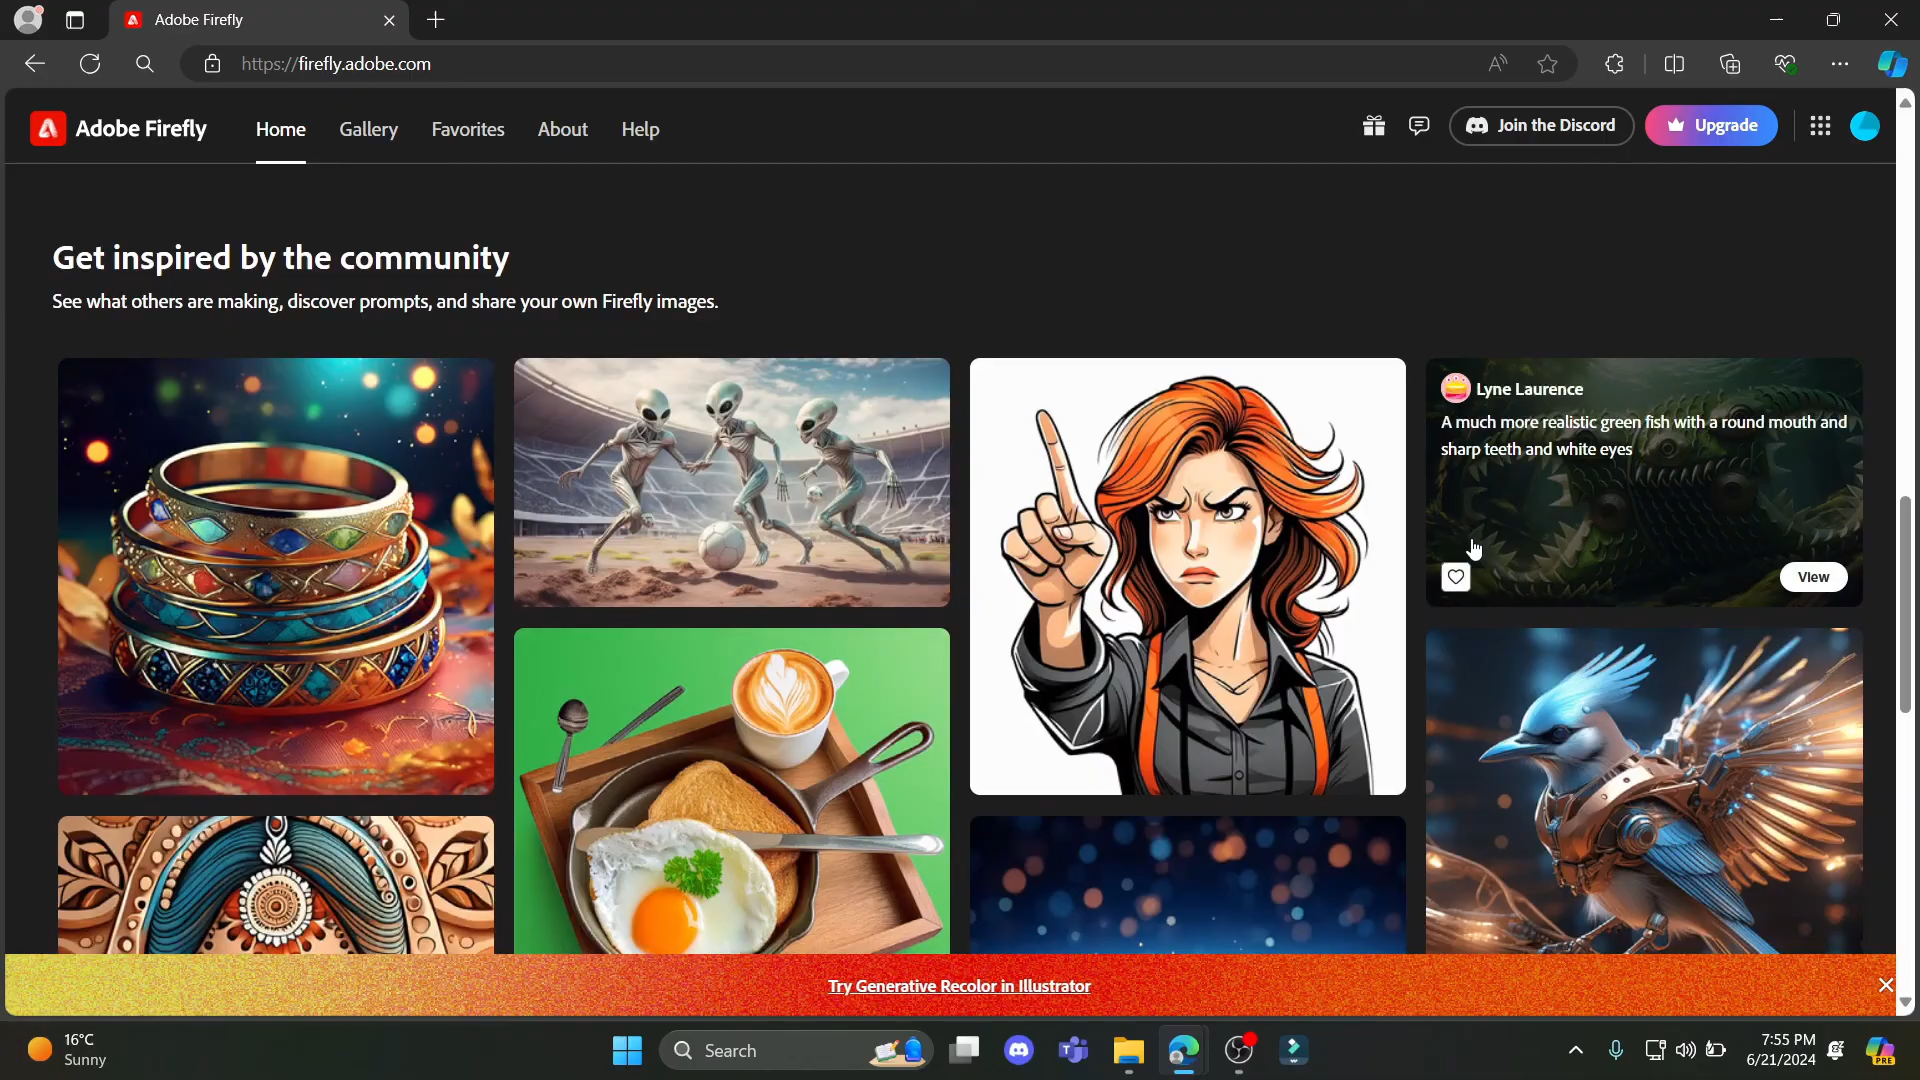 Adobe Firefly
https://firefly.adobe.com
Adobe Firefly
Home
Gallery
Favorites
About
Help
Join the Discord
Upgrade
Get inspired by the community
See what others are making, discover prompts, and share your own Firefly images.
Lyne Laurence
A much more realistic green fish with a round mouth and
sharp teeth and white eyes
View
Try Generative Recolor in Illustrator
16°C
Sunny
Search
7:55 PM
6/21/2024
PRE